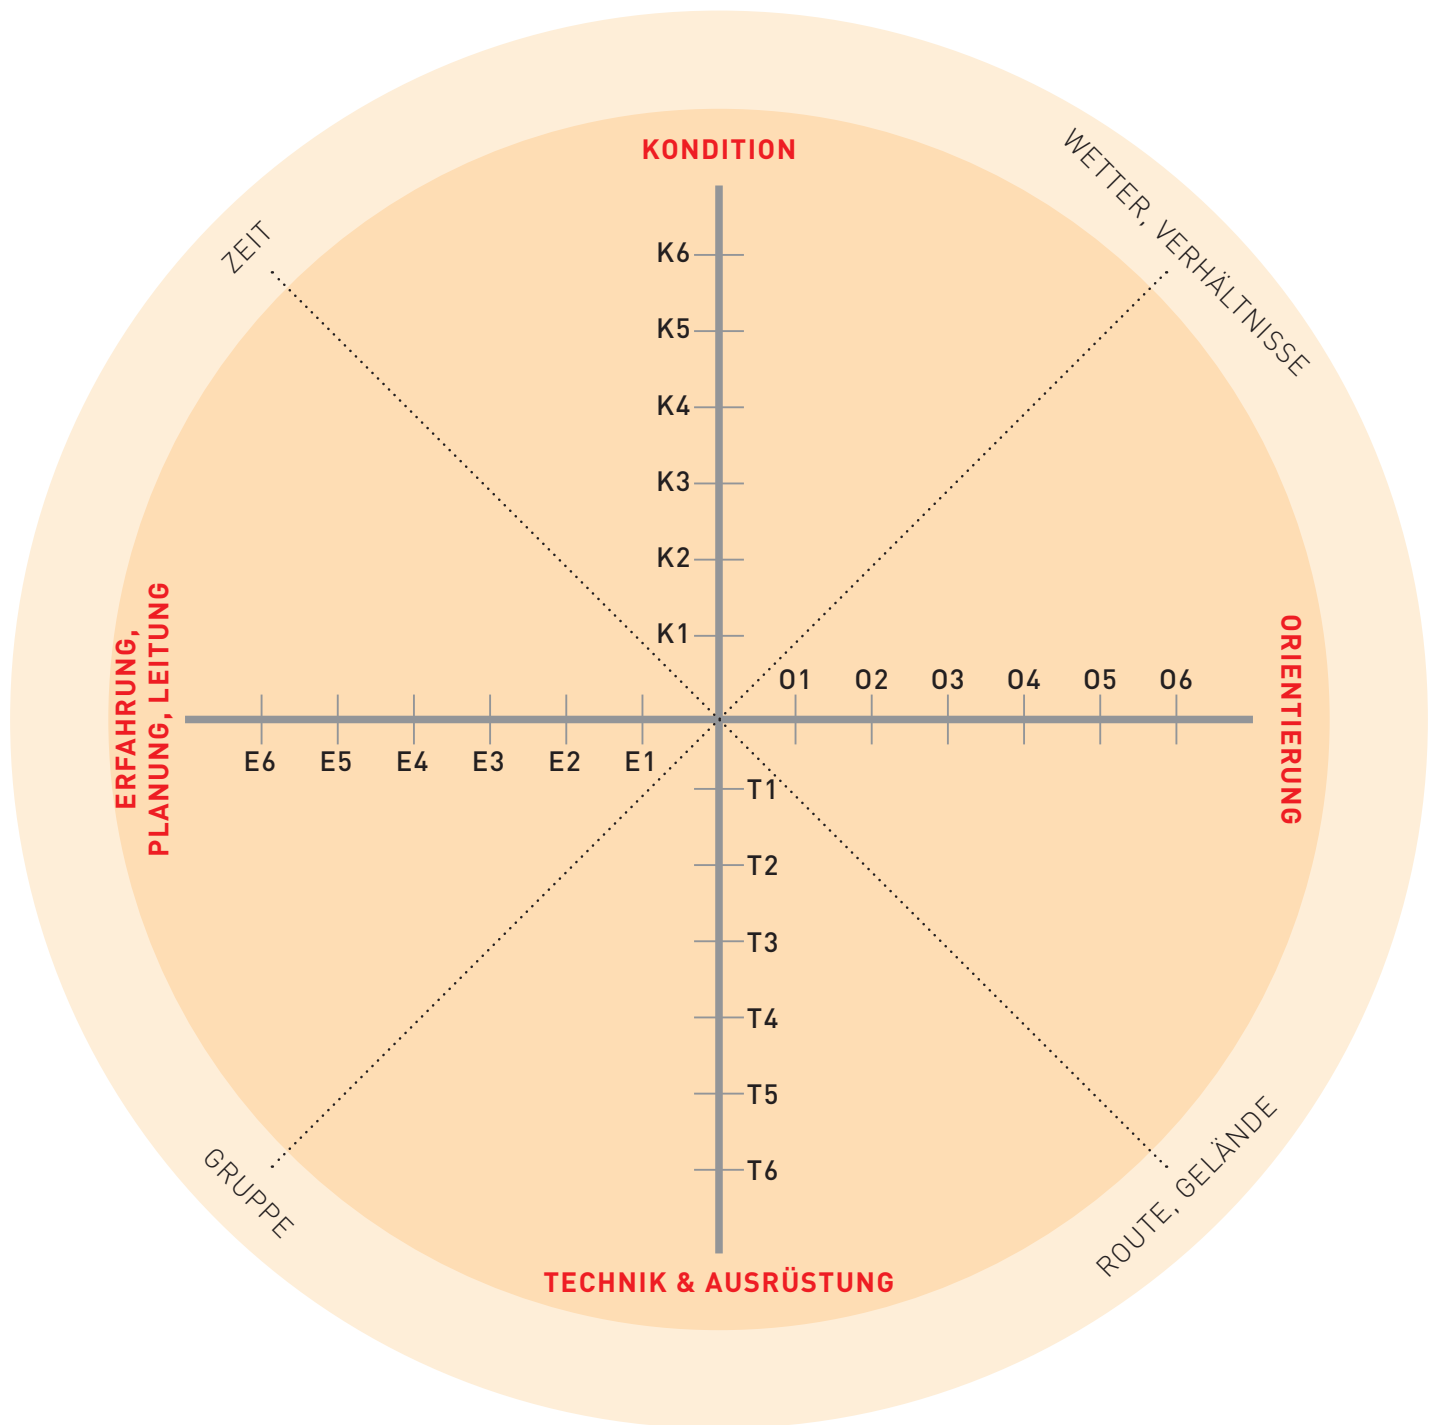 KONDITION
WETTER, VERHÄLTNISSE
ZEIT
K6
K5
K4
K3
K2
K1
ERFAHRUNG,
PLANUNG, LEITUNG
O1 O2 O3 O4 O5 O6
ORIENTIERUNG
E6 E5 E4 E3 E2 E1
T1
T2
T3
T4
T5
T6
GRUPPE
ROUTE, GELÄNDE
TECHNIK & AUSRÜSTUNG